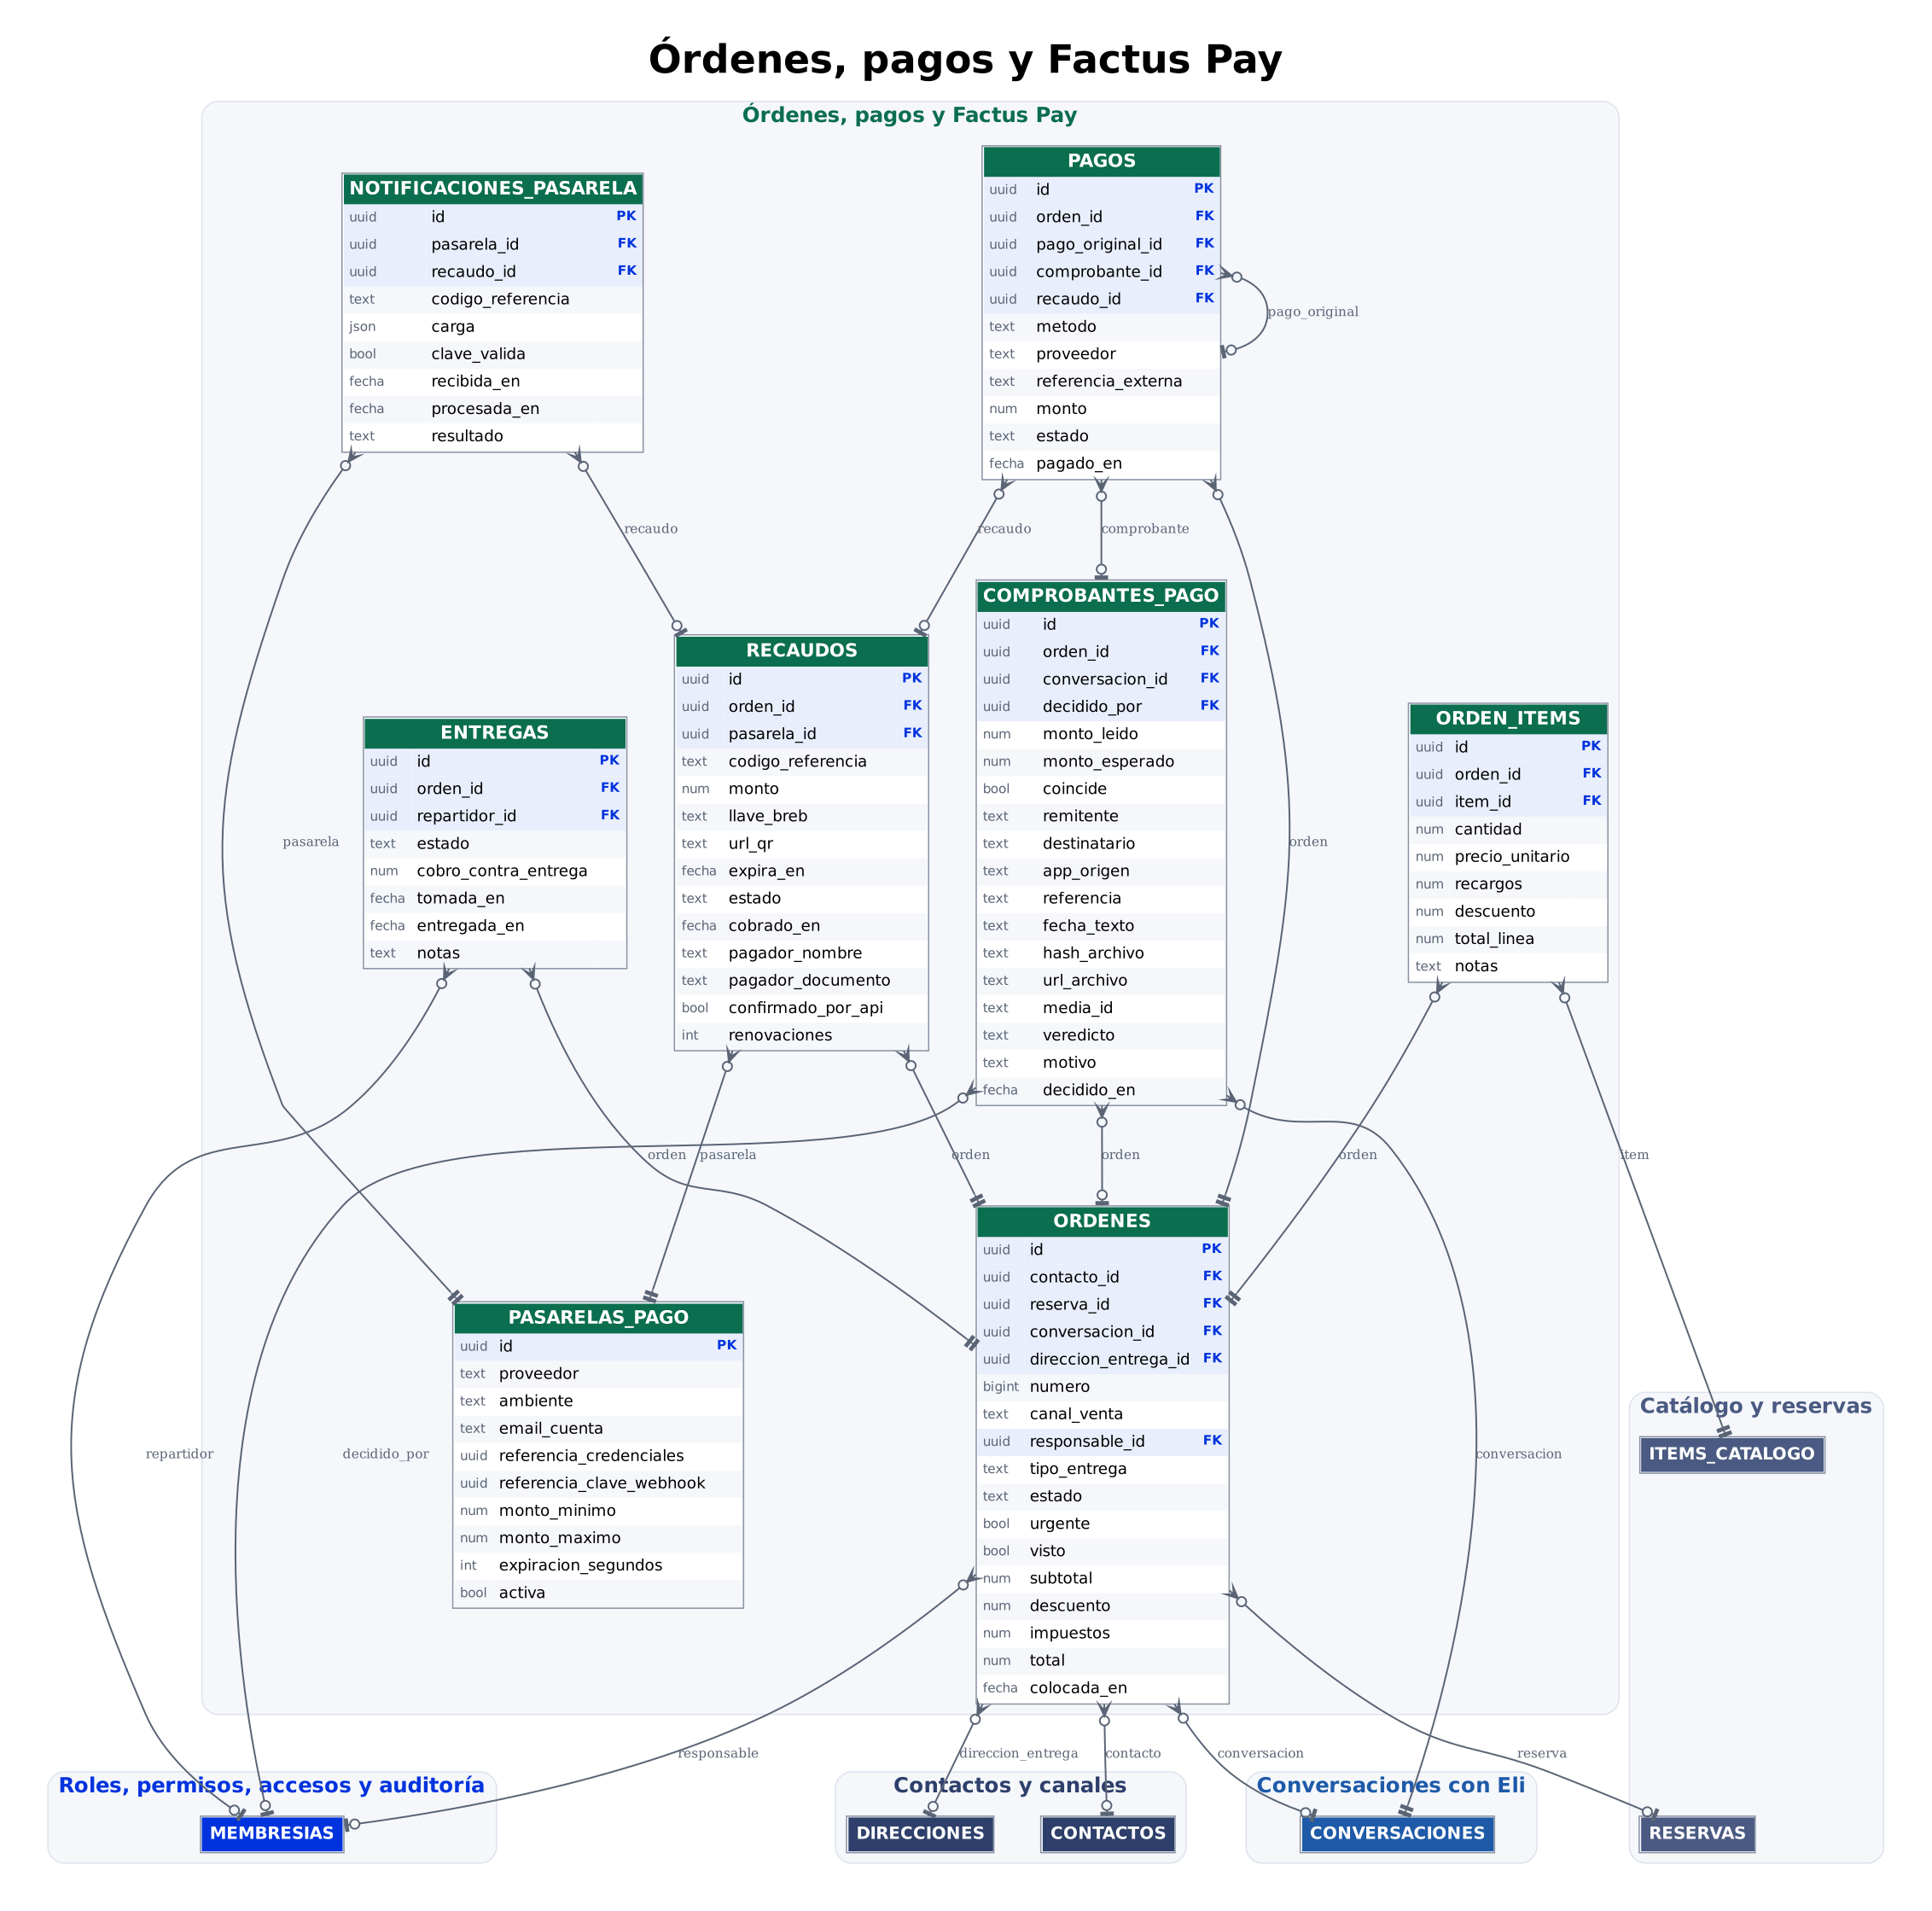 Órdenes, pagos y Factus Pay
Órdenes, pagos y Factus Pay
NOTIFICACIONES_PASARELA
uuid id PK
uuid pasarela_id FK
uuid recaudo_id FK
text codigo_referencia
json carga
bool clave_valida
fecha recibida_en
fecha procesada_en
text resultado
PAGOS
uuid id PK
uuid orden_id FK
uuid pago_original_id FK
uuid comprobante_id FK
uuid recaudo_id FK
text metodo
text proveedor
text referencia_externa
num monto
text estado
fecha pagado_en
pago_original
recaudo
recaudo
comprobante
RECAUDOS
uuid id PK
uuid orden_id FK
uuid pasarela_id FK
text codigo_referencia
num monto
text llave_breb
text url_qr
fecha expira_en
text estado
fecha cobrado_en
text pagador_nombre
text pagador_documento
bool confirmado_por_api
int renovaciones
COMPROBANTES_PAGO
uuid id PK
uuid orden_id FK
uuid conversacion_id FK
uuid decidido_por FK
num monto_leido
num monto_esperado
bool coincide
text remitente
text destinatario
text app_origen
text referencia
text fecha_texto
text hash_archivo
text url_archivo
text media_id
text veredicto
text motivo
fecha decidido_en
ENTREGAS
uuid id PK
uuid orden_id FK
uuid repartidor_id FK
text estado
num cobro_contra_entrega
fecha tomada_en
fecha entregada_en
text notas
ORDEN_ITEMS
uuid id PK
uuid orden_id FK
uuid item_id FK
num cantidad
num precio_unitario
num recargos
num descuento
num total_linea
text notas
pasarela
orden
orden
pasarela
orden
orden
orden
item
PASARELAS_PAGO
uuid id PK
text proveedor
text ambiente
text email_cuenta
uuid referencia_credenciales
uuid referencia_clave_webhook
num monto_minimo
num monto_maximo
int expiracion_segundos
bool activa
ORDENES
uuid id PK
uuid contacto_id FK
uuid reserva_id FK
uuid conversacion_id FK
uuid direccion_entrega_id FK
bigint numero
text canal_venta
uuid responsable_id FK
text tipo_entrega
text estado
bool urgente
bool visto
num subtotal
num descuento
num impuestos
num total
fecha colocada_en
repartidor
decidido_por
conversacion
Catálogo y reservas
ITEMS_CATALOGO
responsable
direccion_entrega
contacto
conversacion
reserva
Roles, permisos, accesos y auditoría
MEMBRESIAS
Contactos y canales
DIRECCIONES
CONTACTOS
Conversaciones con Eli
CONVERSACIONES
RESERVAS